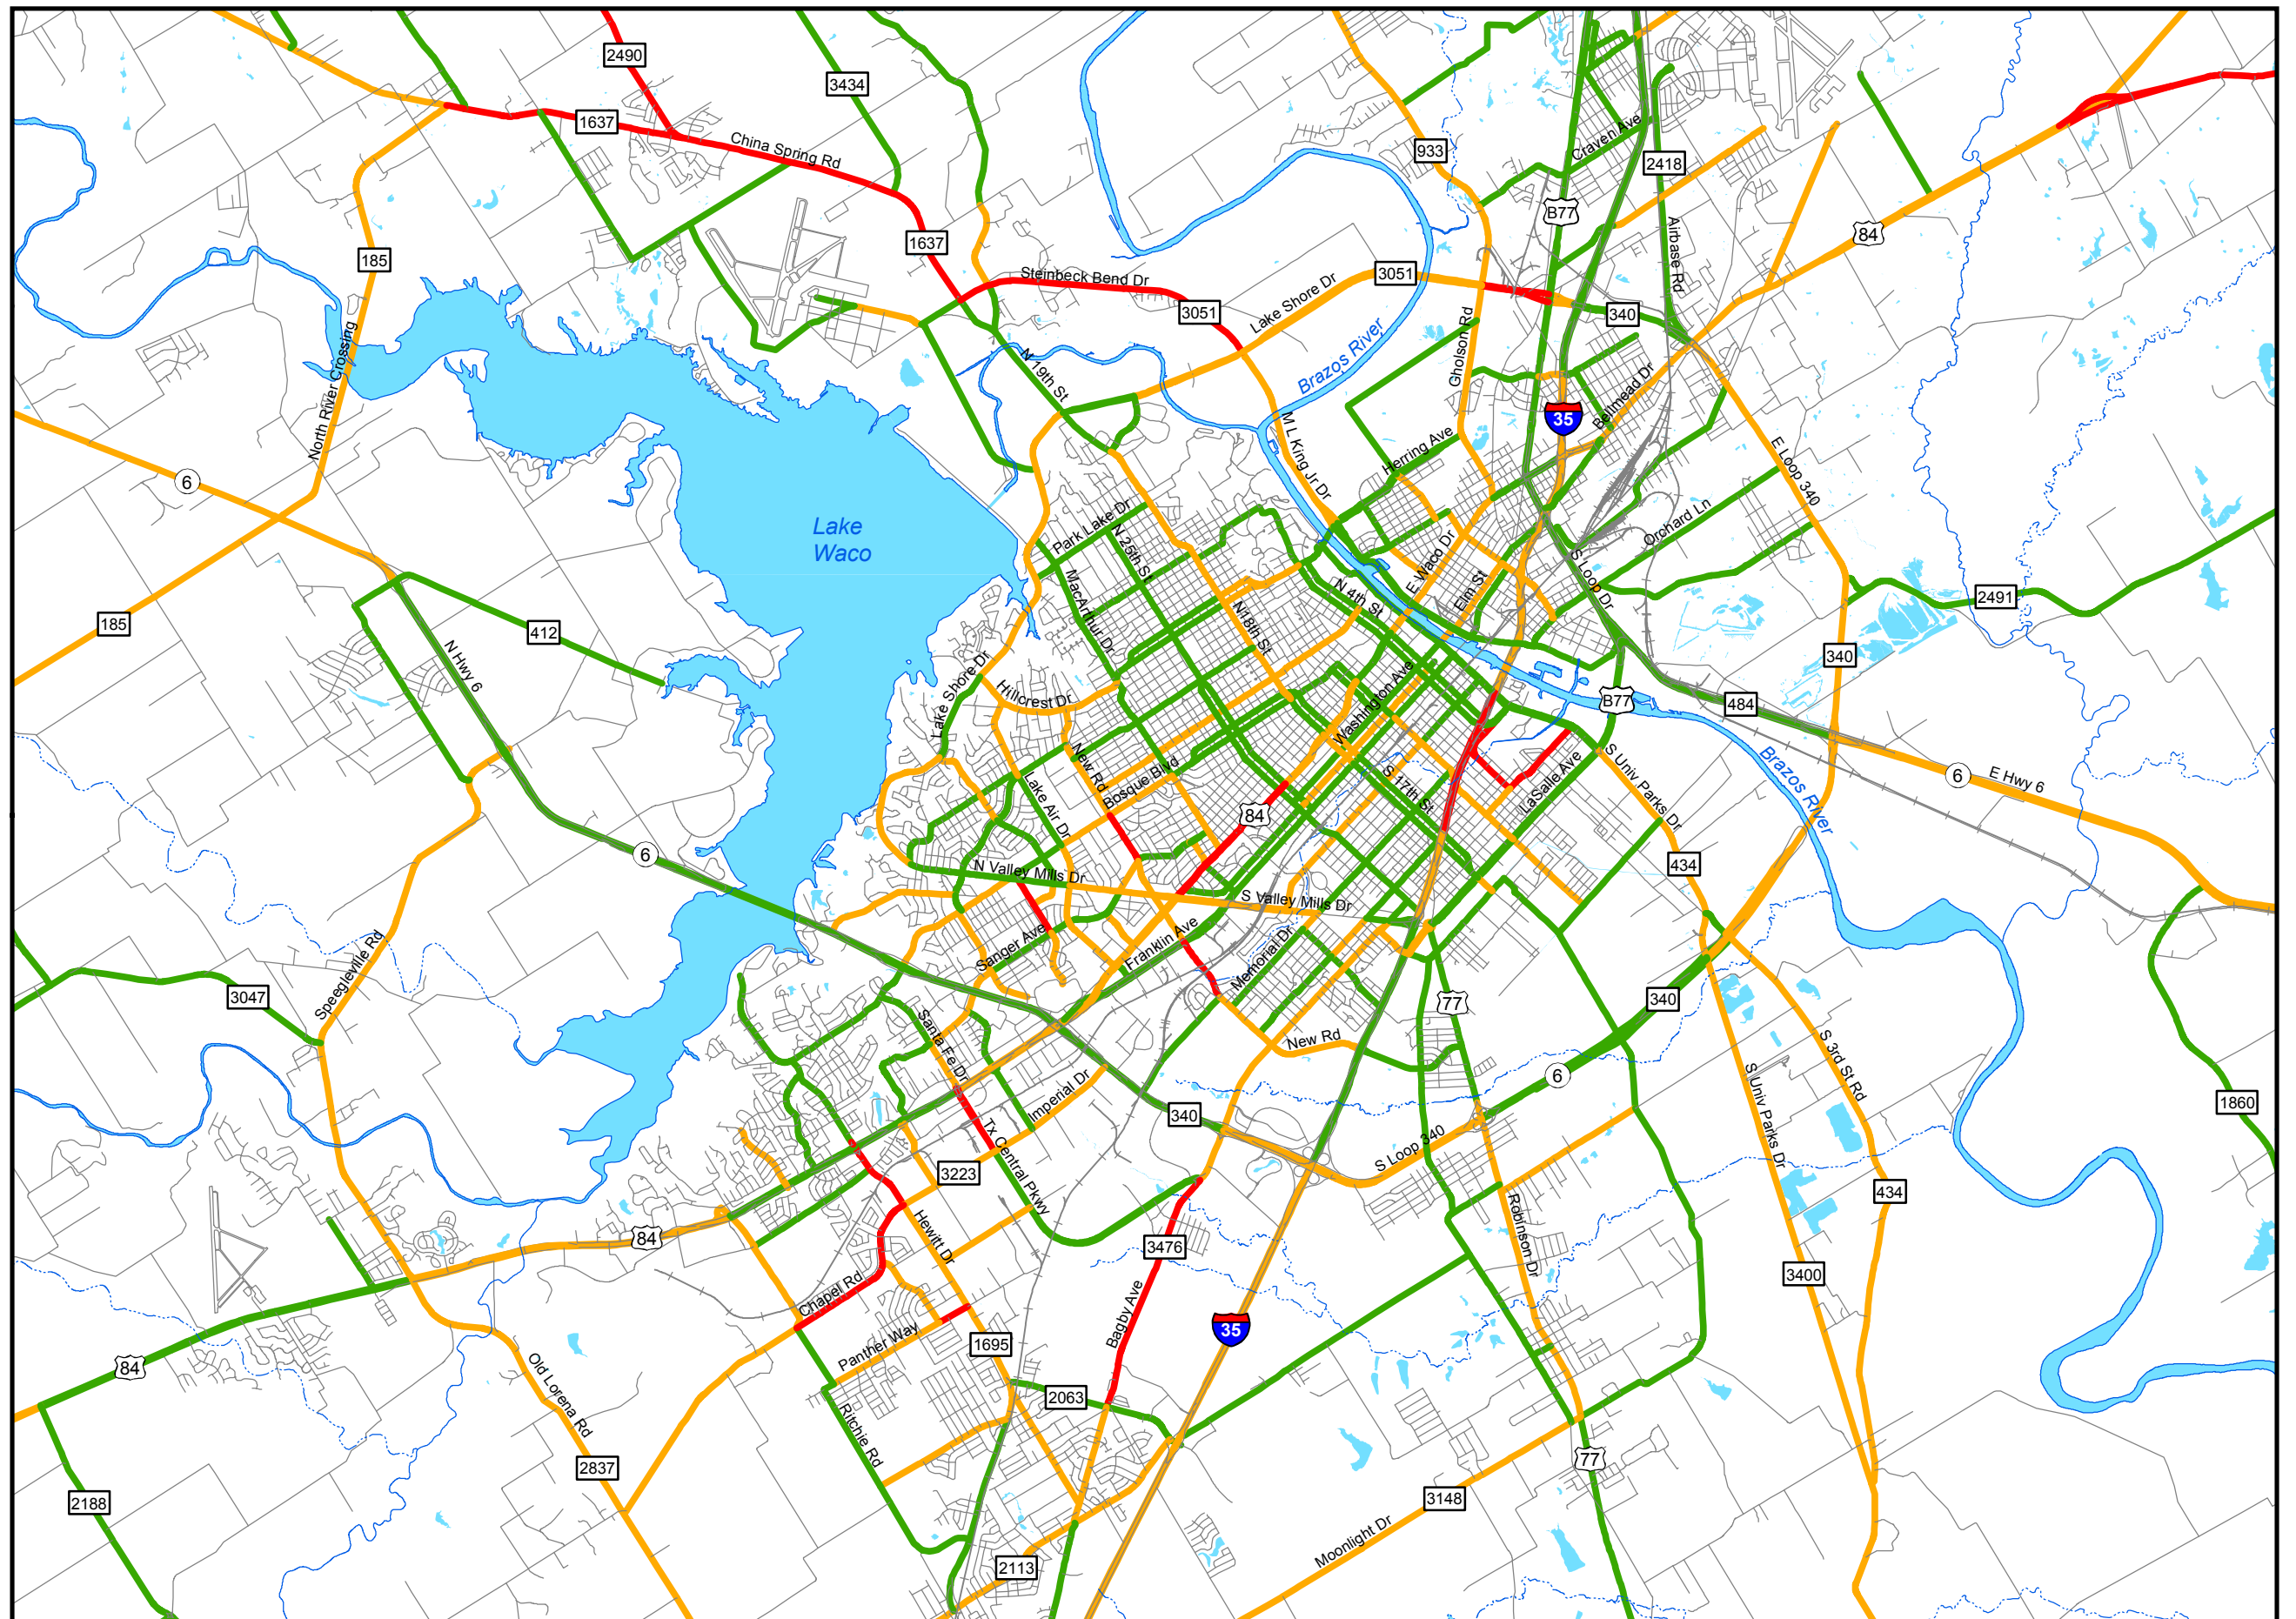 2490
3434
1637
China Spring Rd
933
Craven Ave
2418
B77
Airbase Rd
84
185
1637
Steinbeck Bend Dr
3051
3051
Lake Shore Dr
340
North River Crossing
N 19th St
Brazos River
Gholson Rd
35
Bellmead Dr
M L King Jr Dr
Herring Ave
E Loop 340
6
Lake
Waco
Park Lake Dr
N 25th St
Orchard Ln
MacArthur Dr
E Waco Dr
Elm St
S Loop Dr
N 4th St
2491
185
412
N 18th St
N Hwy 6
340
Lake Shore Dr
Hillcrest Dr
Washington Ave
B77
484
New Rd
Bosque Blvd
Lake Air Dr
S 17th St
LaSalle Ave
S Univ Parks Dr
Brazos River
6
E Hwy 6
84
6
434
N Valley Mills Dr
S Valley Mills Dr
Sanger Ave
Franklin Ave
Memorial Dr
3047
Speegleville Rd
77
340
Santa Fe Dr
New Rd
S 3rd St Rd
6
S Univ Parks Dr
Imperial Dr
340
1860
Tx Central Pkwy
S Loop 340
3223
434
Robinson Dr
Hewitt Dr
84
3476
3400
Chapel Rd
Bagby Ave
35
Panther Way
1695
84
Old Lorena Rd
2063
Ritchie Rd
77
2837
3148
2188
Moonlight Dr
2113